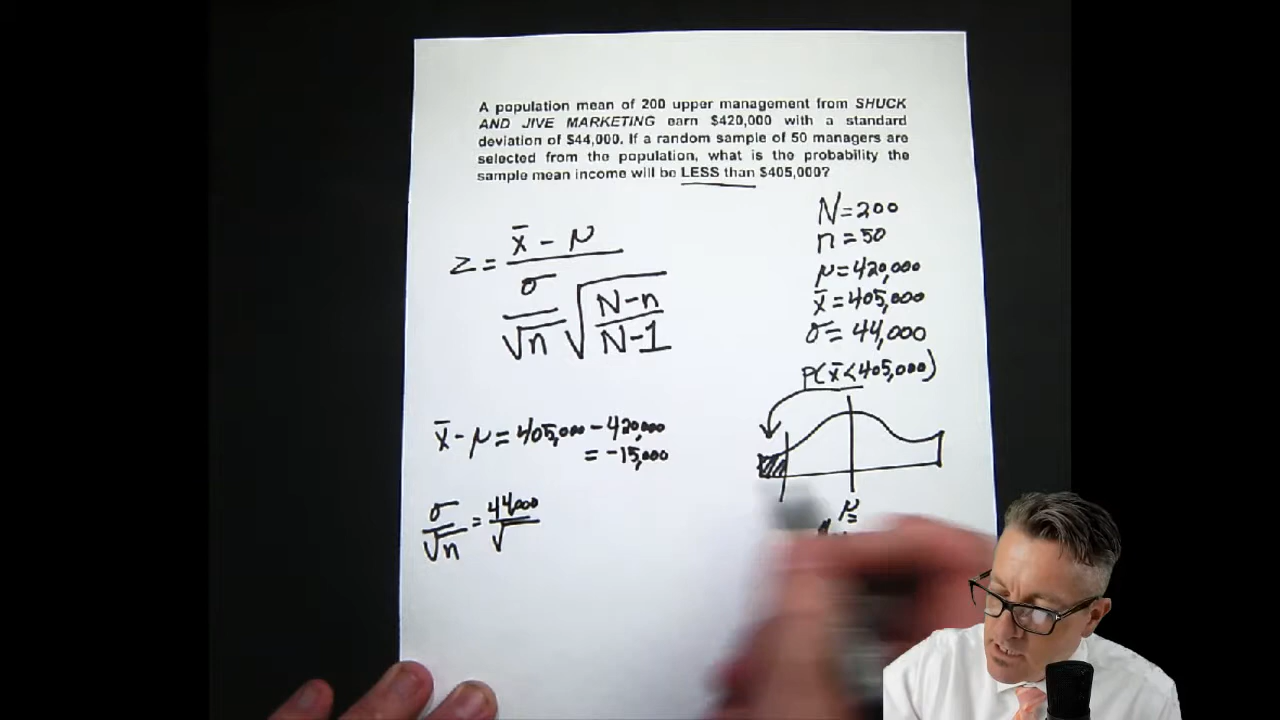 A population mean of 200 upper management from SHUCK
AND JIVE MARKETING earn $420,000 with a standard
deviation of $44,000. If a random sample of 50 managers are
selected from the population, what is the probability the
sample mean income will be LESS than $405,000?
N=200
n=50
μ=420,000
x̄=405,000
σ=44,000
P(x̄<405,000)
μ
z = x̄ - μ
σ
√n √ N-n
N-1
x̄ - μ = 405,000 - 420,000
= -15,000
σ = 44,000
√n √